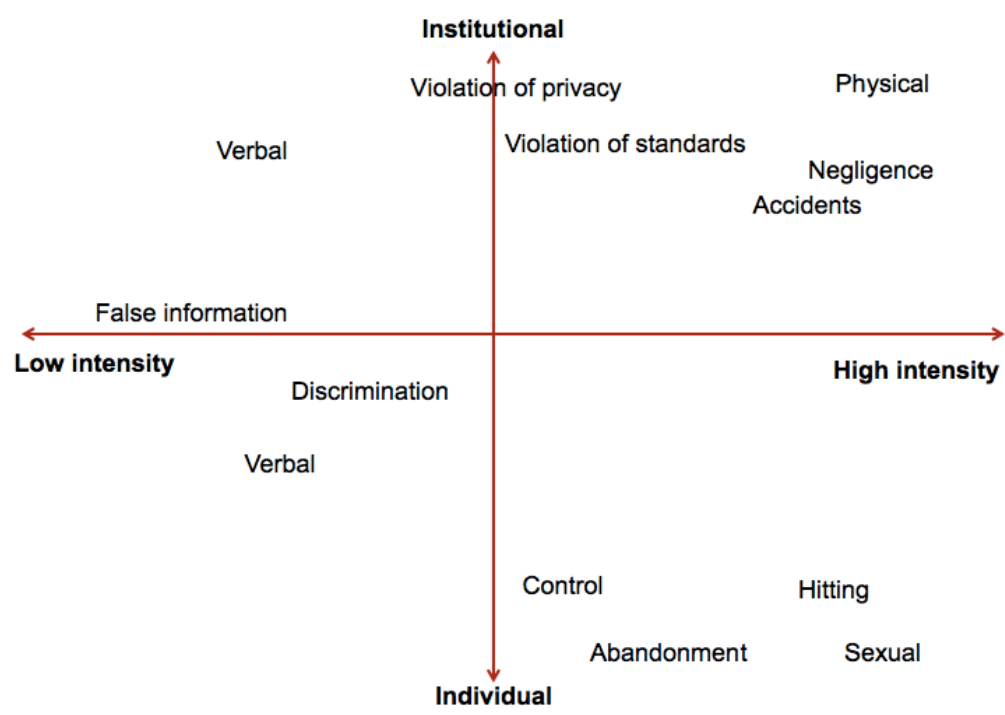 Institutional
Violation of privacy
Physical
Verbal
Violation of standards
Negligence
Accidents
False information
Low intensity
High intensity
Discrimination
Verbal
Control
Hitting
Abandonment
Sexual
Individual